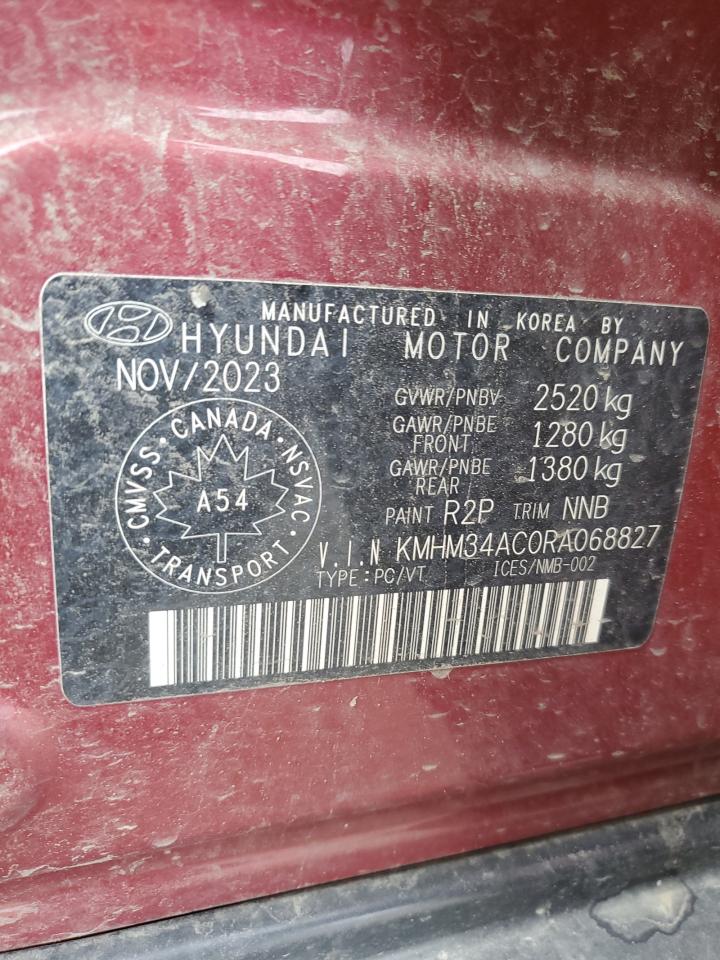 MANUFACTURED IN KOREA BY
HYUNDAI MOTOR COMPANY
NOV/2023
GVWR/PNBV 2520 kg
GAWR/PNBE FRONT 1280 kg
GAWR/PNBE REAR 1380 kg
CMVSS · CANADA · NSVAC
A54
TRANSPORT
PAINT R2P TRIM NNB
V.I.N KMHM34AC0RA068827
TYPE : PC/VT ICES/NMB-002